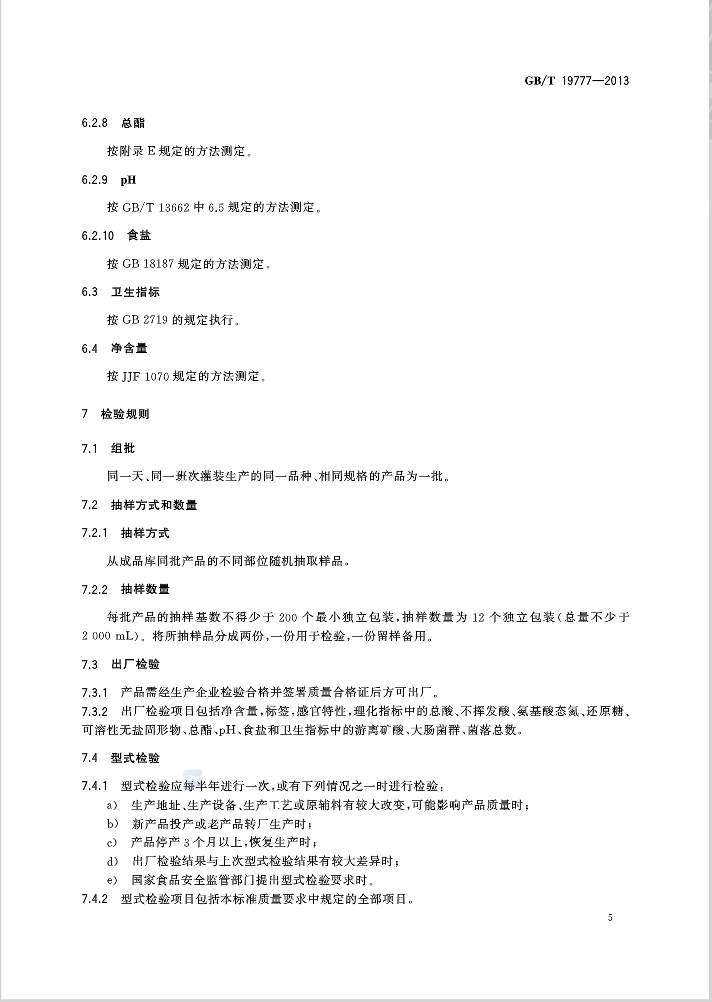 GB/T 19777—2013
6.2.8 总酯
按附录 E 规定的方法测定。
6.2.9 pH
按 GB/T 13662 中 6.5 规定的方法测定。
6.2.10 食盐
按 GB 18187 规定的方法测定。
6.3 卫生指标
按 GB 2719 的规定执行。
6.4 净含量
按 JJF 1070 规定的方法测定。
7 检验规则
7.1 组批
同一天、同一班次灌装生产的同一品种、相同规格的产品为一批。
7.2 抽样方式和数量
7.2.1 抽样方式
从成品库同批产品的不同部位随机抽取样品。
7.2.2 抽样数量
每批产品的抽样基数不得少于 200 个最小独立包装,抽样数量为 12 个独立包装(总量不少于
2 000 mL)。将所抽样品分成两份,一份用于检验,一份留样备用。
7.3 出厂检验
7.3.1 产品需经生产企业检验合格并签署质量合格证后方可出厂。
7.3.2 出厂检验项目包括净含量,标签,感官特性,理化指标中的总酸、不挥发酸、氨基酸态氮、还原糖、
可溶性无盐固形物、总酯、pH、食盐和卫生指标中的游离矿酸、大肠菌群、菌落总数。
7.4 型式检验
7.4.1 型式检验应每半年进行一次,或有下列情况之一时进行检验:
a) 生产地址、生产设备、生产工艺或原辅料有较大改变,可能影响产品质量时;
b) 新产品投产或老产品转厂生产时;
c) 产品停产 3 个月以上,恢复生产时;
d) 出厂检验结果与上次型式检验结果有较大差异时;
e) 国家食品安全监管部门提出型式检验要求时。
7.4.2 型式检验项目包括本标准质量要求中规定的全部项目。
5